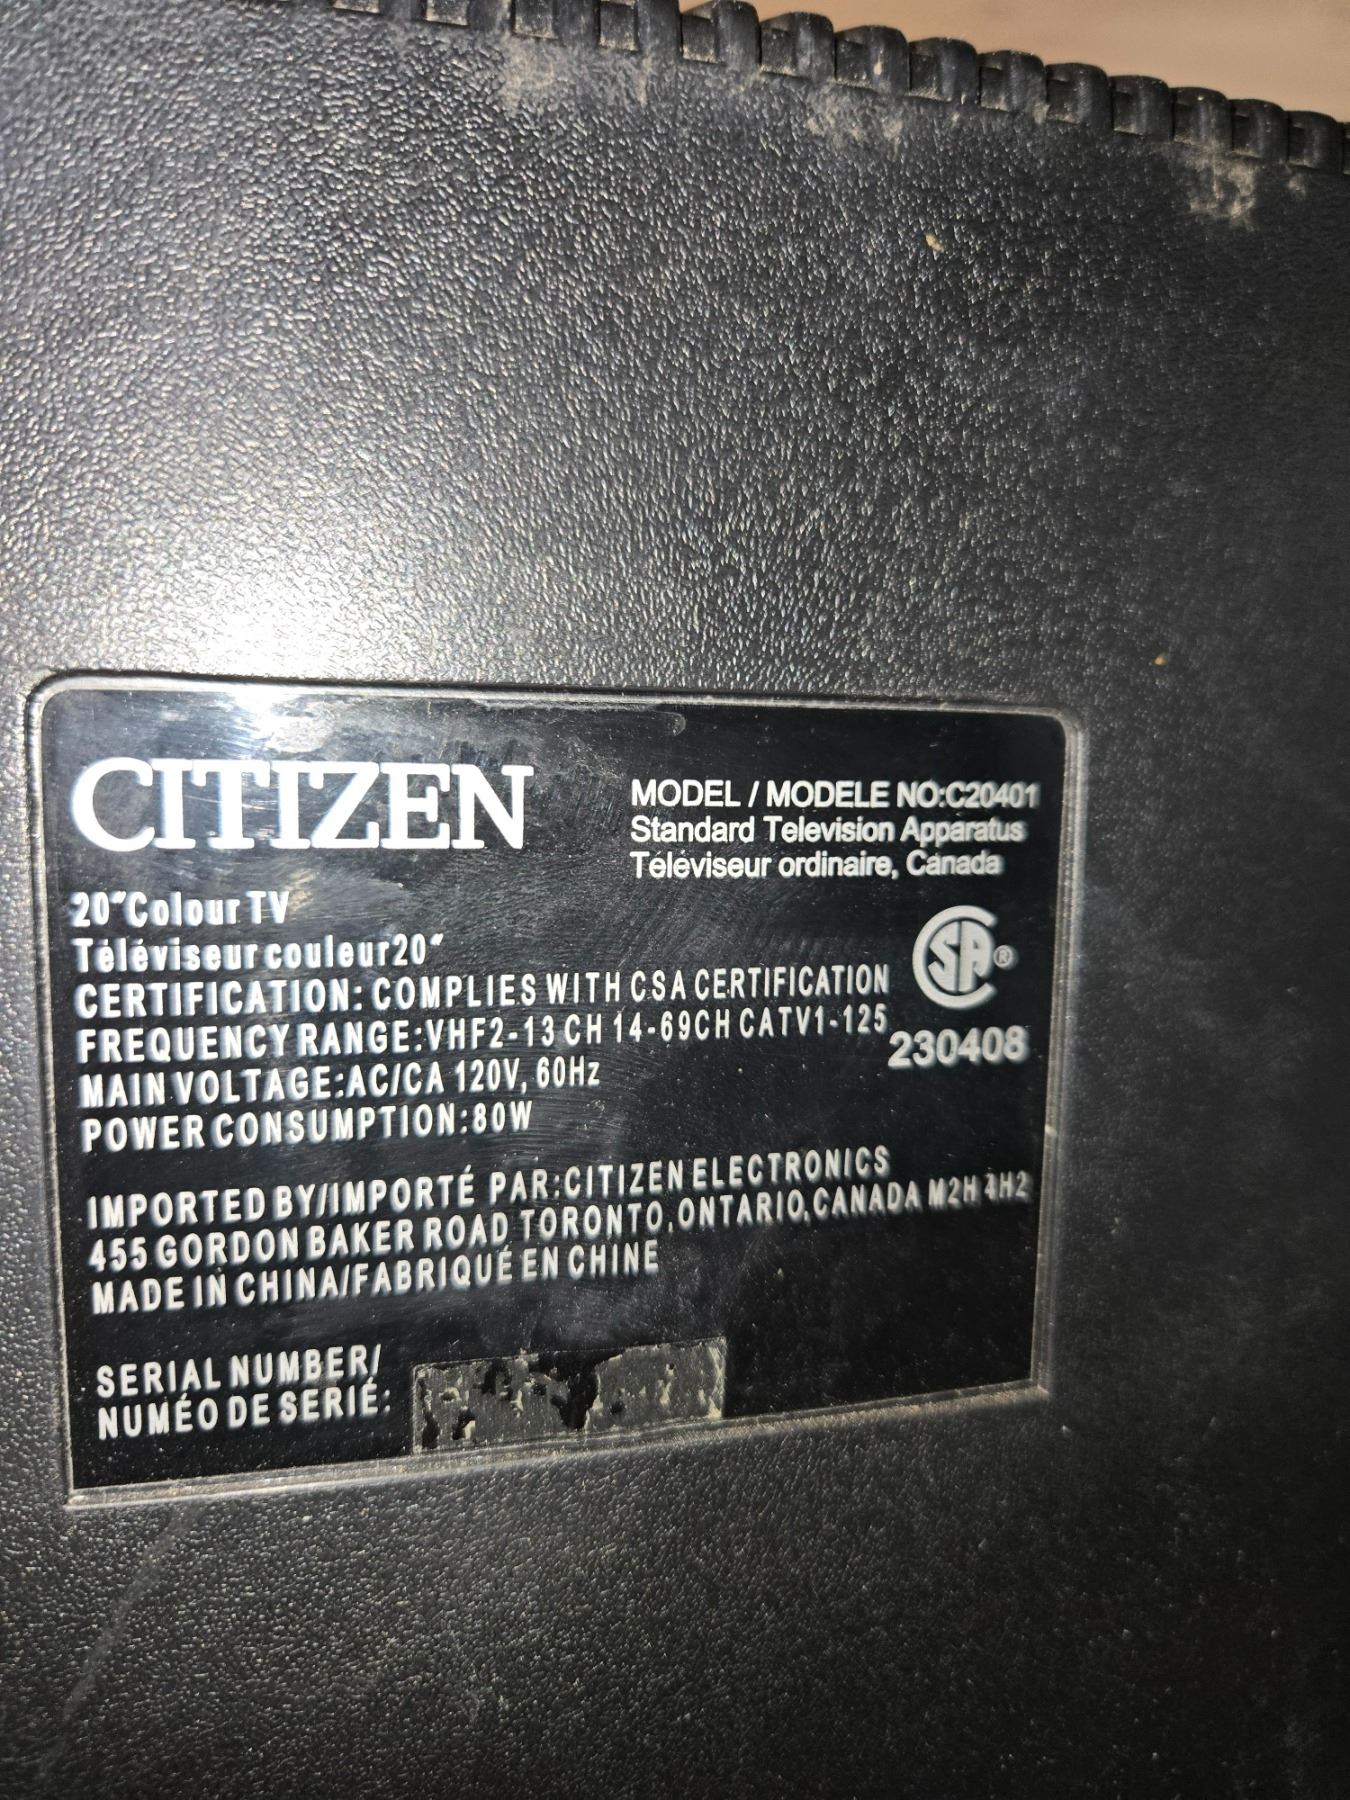 CITIZEN
MODEL / MODELE NO:C20401
Standard Television Apparatus
Téléviseur ordinaire, Canada
20"Colour TV
Téléviseur couleur20"
CERTIFICATION: COMPLIES WITH CSA CERTIFICATION
FREQUENCY RANGE:VHF2-13 CH 14-69CH CATV1-125
MAIN VOLTAGE:AC/CA 120V, 60Hz
POWER CONSUMPTION:80W
SA®
230408
IMPORTED BY/IMPORTÉ PAR:CITIZEN ELECTRONICS
455 GORDON BAKER ROAD TORONTO,ONTARIO,CANADA M2H 4H2
MADE IN CHINA/FABRIQUÉ EN CHINE
SERIAL NUMBER/
NUMÉO DE SERIÉ: